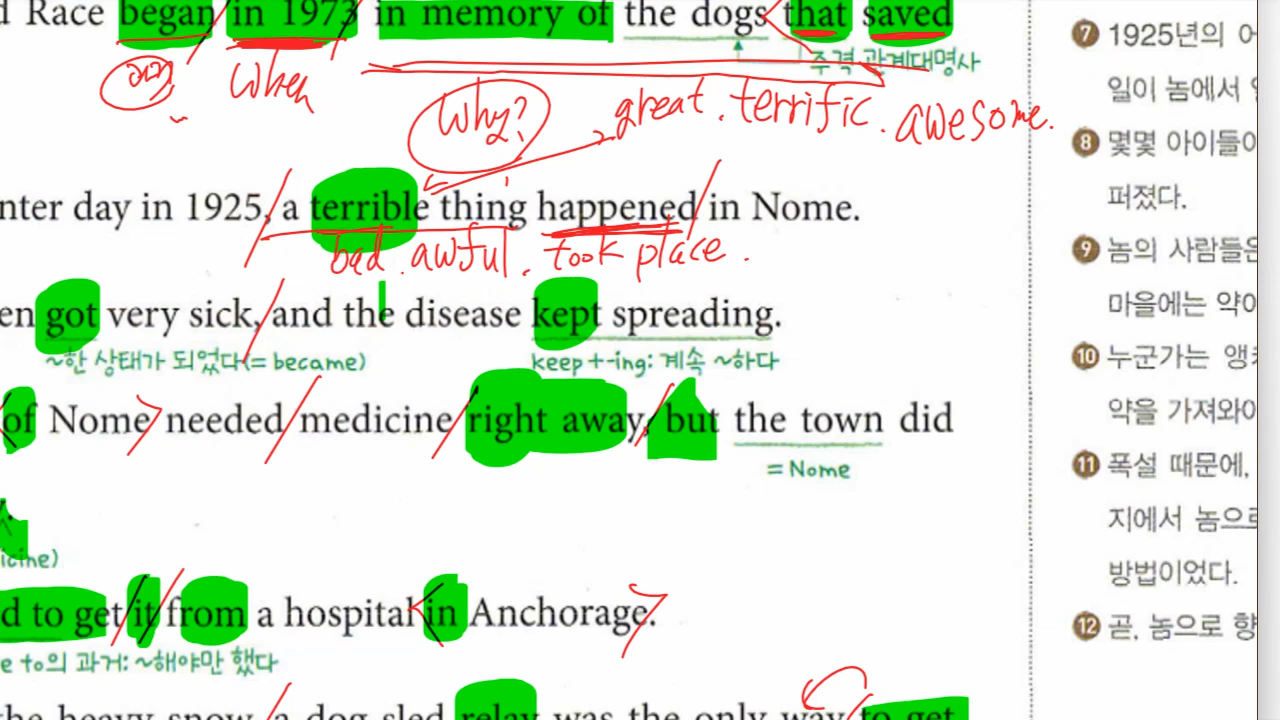 d Race began in 1973 in memory of the dogs that saved
주격 관계대명사
when
Why?
great. terrific. awesome.
nter day in 1925, a terrible thing happened in Nome.
bad. awful. took place.
en got very sick, and the disease kept spreading.
~한 상태가 되었다(= became)
keep +-ing: 계속 ~하다
of Nome needed medicine right away, but the town did
= Nome
icine)
d to get it from a hospital in Anchorage.
e to의 과거: ~해야만 했다
the heavy snow, a dog sled relay was the only way to get
7 1925년의 어
일이 놈에서
8 몇몇 아이들이
퍼졌다.
9 놈의 사람들은
마을에는 약이
10 누군가는 앵커
약을 가져와야
11 폭설 때문에,
지에서 놈으로
방법이었다.
12 곧, 놈으로 향